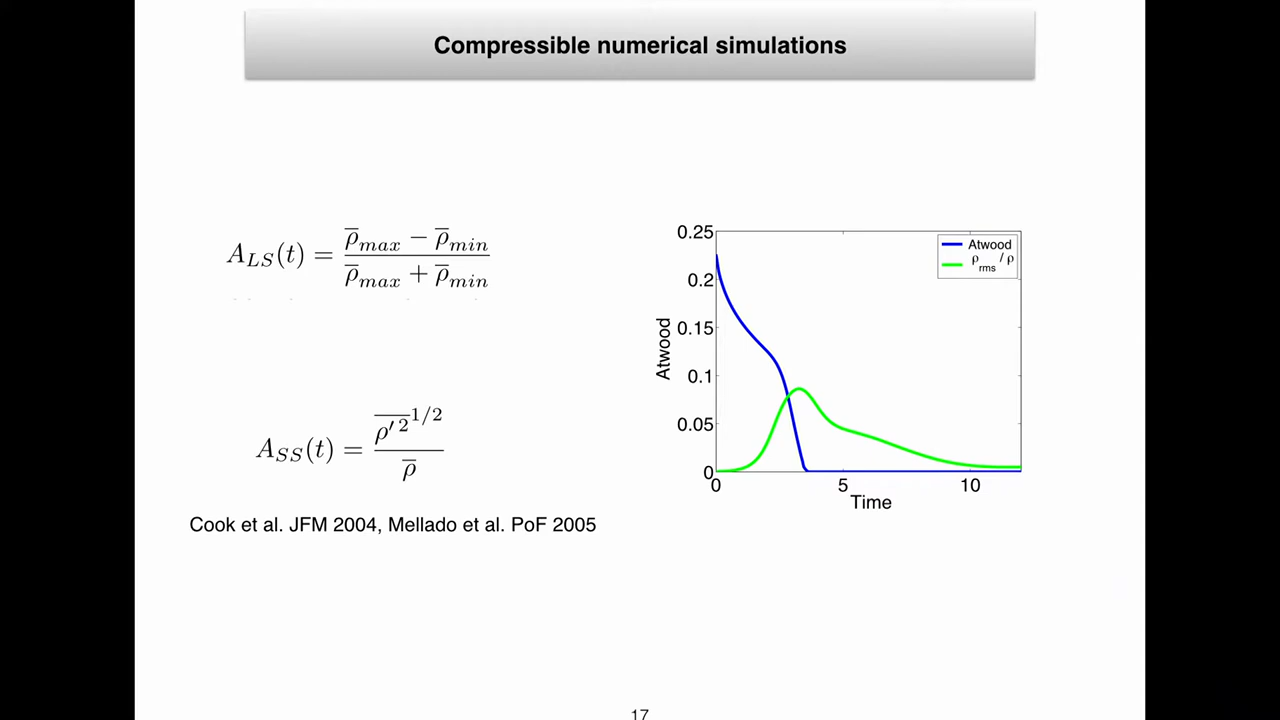 Compressible numerical simulations
A_{LS}(t) = \frac{\overline{\rho}_{max} - \overline{\rho}_{min}}{\overline{\rho}_{max} + \overline{\rho}_{min}}
A_{SS}(t) = \frac{\overline{\rho'^2}^{1/2}}{\overline{\rho}}
Cook et al. JFM 2004, Mellado et al. PoF 2005
0.25
0.2
0.15
0.1
0.05
0
Atwood
Atwood
ρ_{rms} / ρ
0
5
10
Time
17